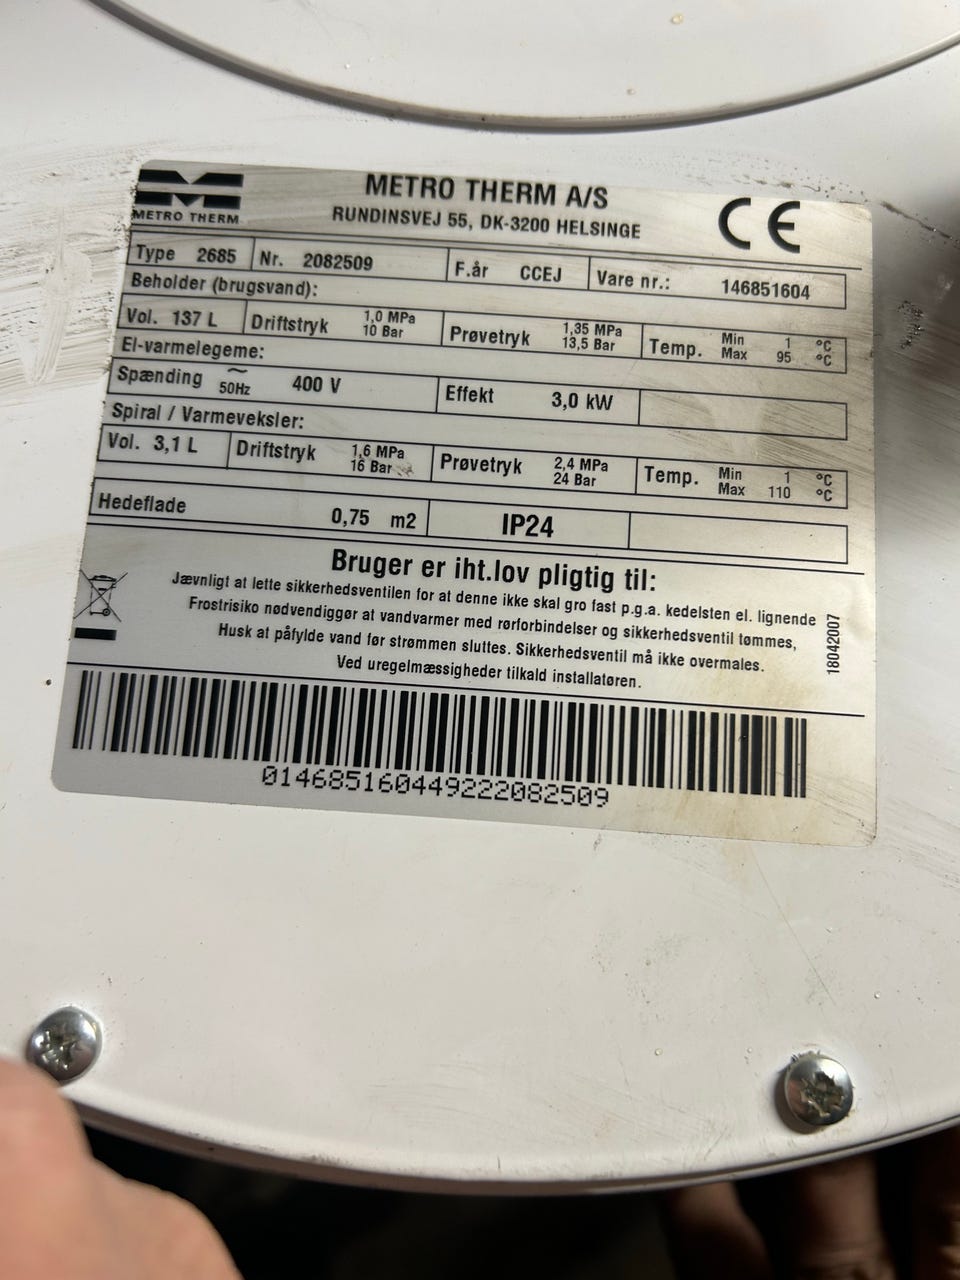 METRO THERM
METRO THERM A/S
RUNDINSVEJ 55, DK-3200 HELSINGE
CE
Type 2685 Nr. 2082509 F.år CCEJ Vare nr.: 146851604
Beholder (brugsvand):
Vol. 137 L Driftstryk 1,0 MPa 10 Bar Prøvetryk 1,35 MPa 13,5 Bar Temp. Min 1 °C Max 95 °C
El-varmelegeme:
Spænding ~ 50Hz 400 V Effekt 3,0 kW
Spiral / Varmeveksler:
Vol. 3,1 L Driftstryk 1,6 MPa 16 Bar Prøvetryk 2,4 MPa 24 Bar Temp. Min 1 °C Max 110 °C
Hedeflade 0,75 m2 IP24
Bruger er iht.lov pligtig til:
Jævnligt at lette sikkerhedsventilen for at denne ikke skal gro fast p.g.a. kedelsten el. lignende
Frostrisiko nødvendiggør at vandvarmer med rørforbindelser og sikkerhedsventil tømmes,
Husk at påfylde vand før strømmen sluttes. Sikkerhedsventil må ikke overmales.
Ved uregelmæssigheder tilkald installatøren.
18042007
014685160449222082509